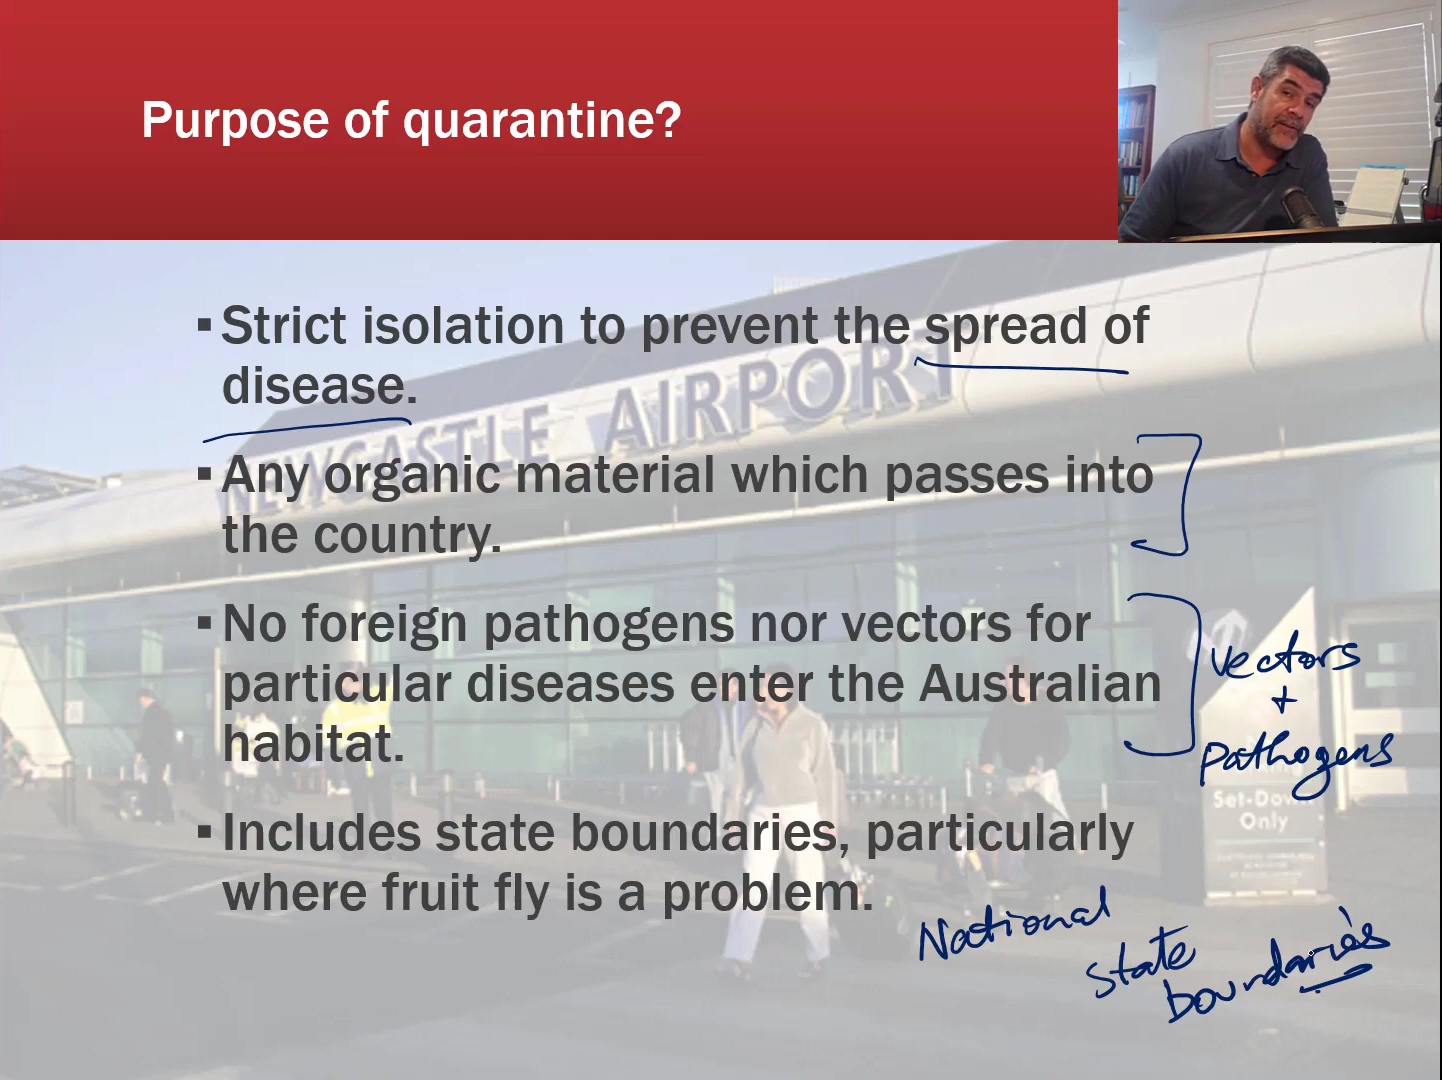 Purpose of quarantine?
▪ Strict isolation to prevent the spread of
disease.
NEWCASTLE AIRPORT
▪ Any organic material which passes into
the country.
▪ No foreign pathogens nor vectors for
particular diseases enter the Australian
habitat.
Vectors
+
pathogens
Set-Down
Only
▪ Includes state boundaries, particularly
where fruit fly is a problem.
National
state
boundaries